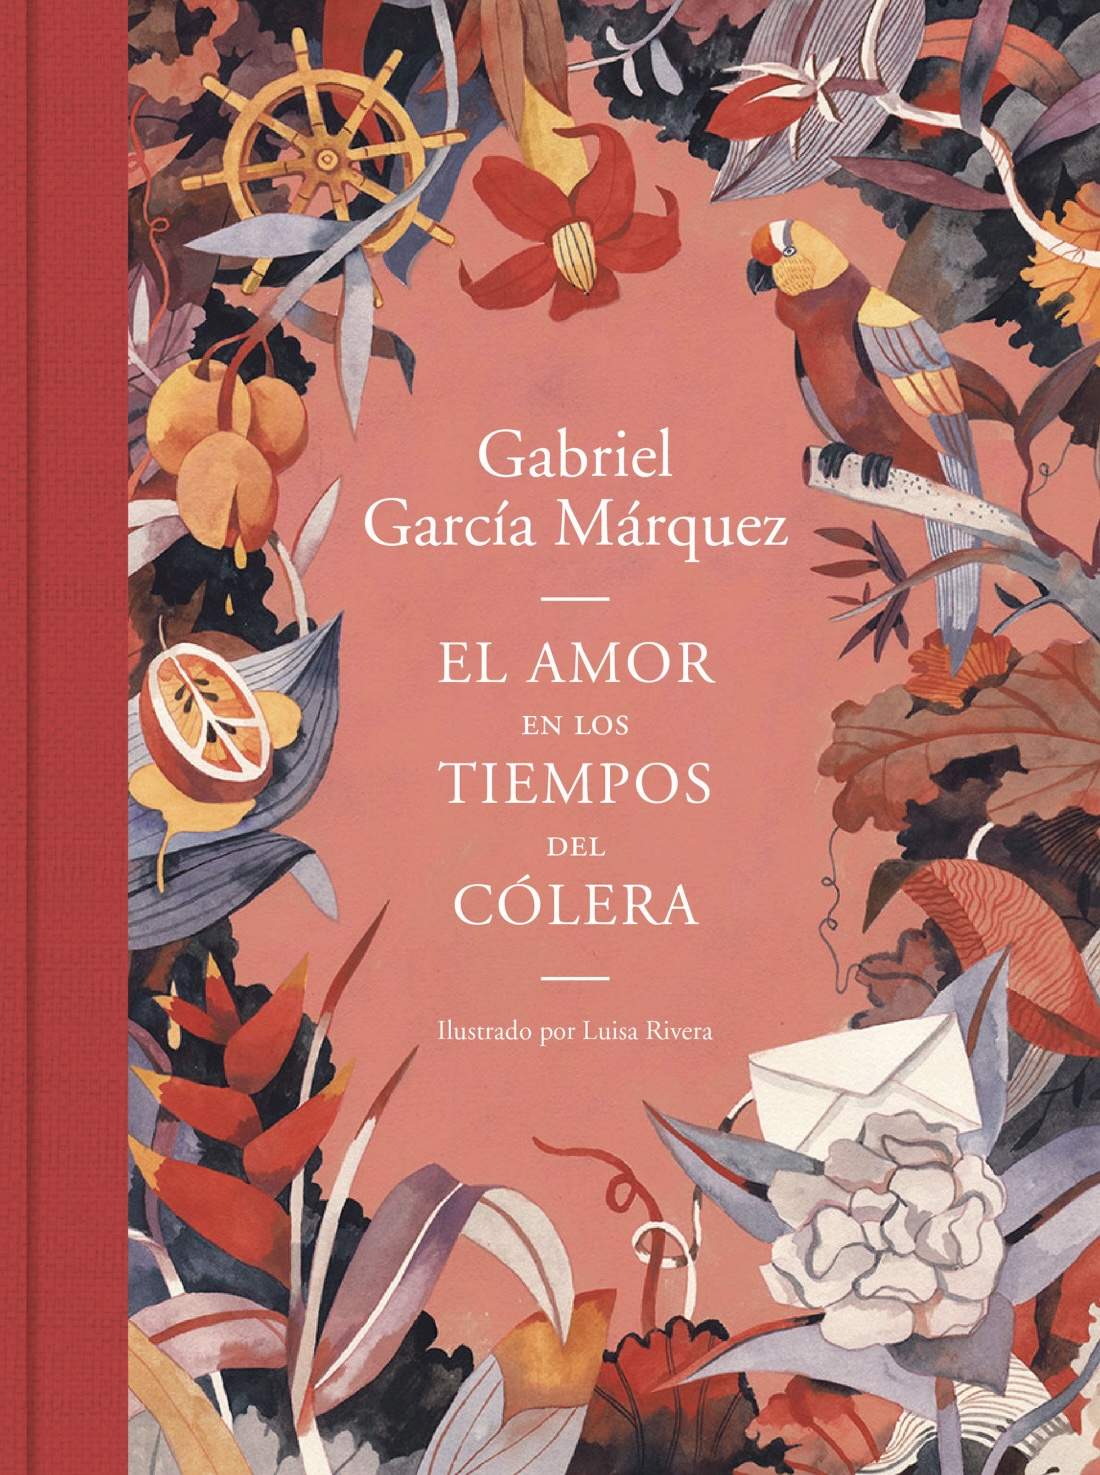 Gabriel
García Márquez
EL AMOR
EN LOS
TIEMPOS
DEL
CÓLERA
Ilustrado por Luisa Rivera